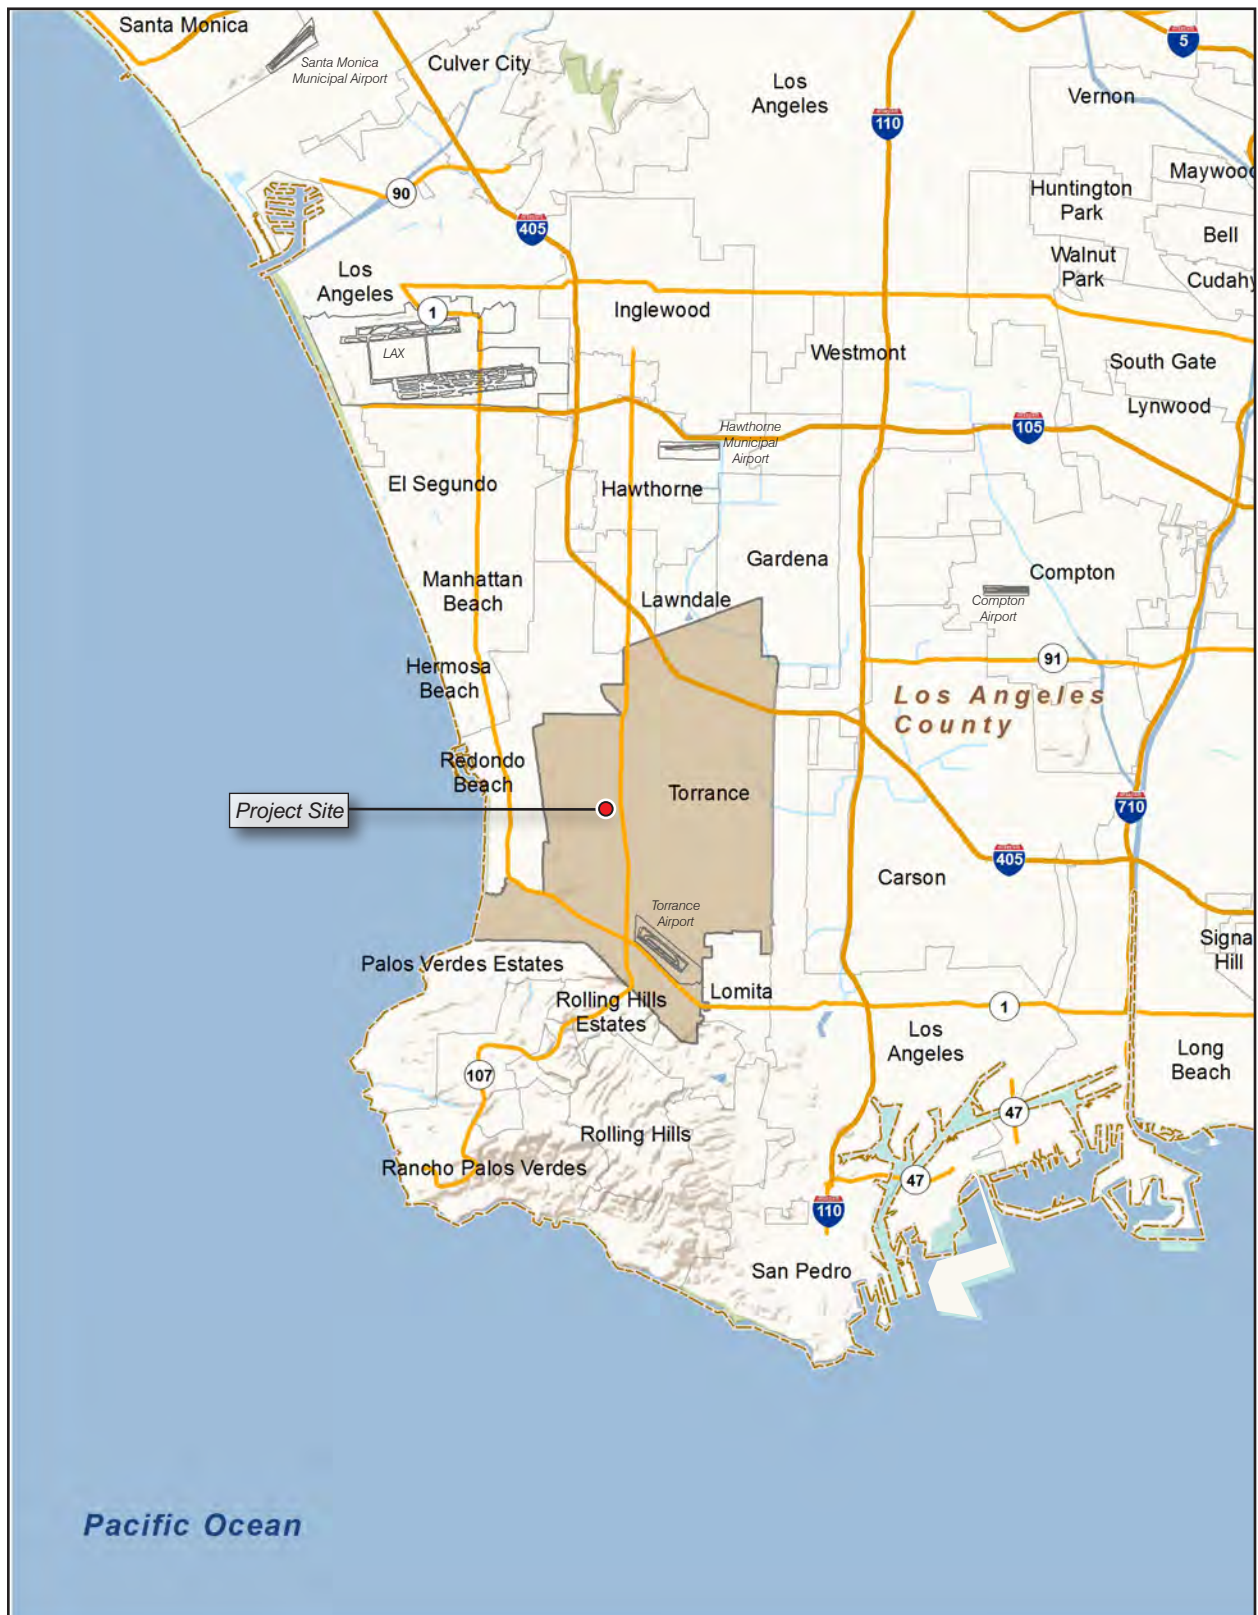 Santa Monica
Santa Monica
Municipal Airport
Culver City
5
Los
Angeles
Vernon
110
Maywood
90
Huntington
Park
405
Bell
Walnut
Park
Los
Angeles
Cudahy
1
Inglewood
LAX
Westmont
South Gate
Lynwood
Hawthorne
Municipal
Airport
105
El Segundo
Hawthorne
Gardena
Compton
Manhattan
Beach
Lawndale
Compton
Airport
91
Hermosa
Beach
Los Angeles
County
Redondo
Beach
Torrance
Project Site
710
405
Carson
Torrance
Airport
Signa
Hill
Palos Verdes Estates
Rolling Hills
Estates
Lomita
1
Los
Angeles
Long
Beach
107
47
Rolling Hills
Rancho Palos Verdes
47
110
San Pedro
Pacific Ocean